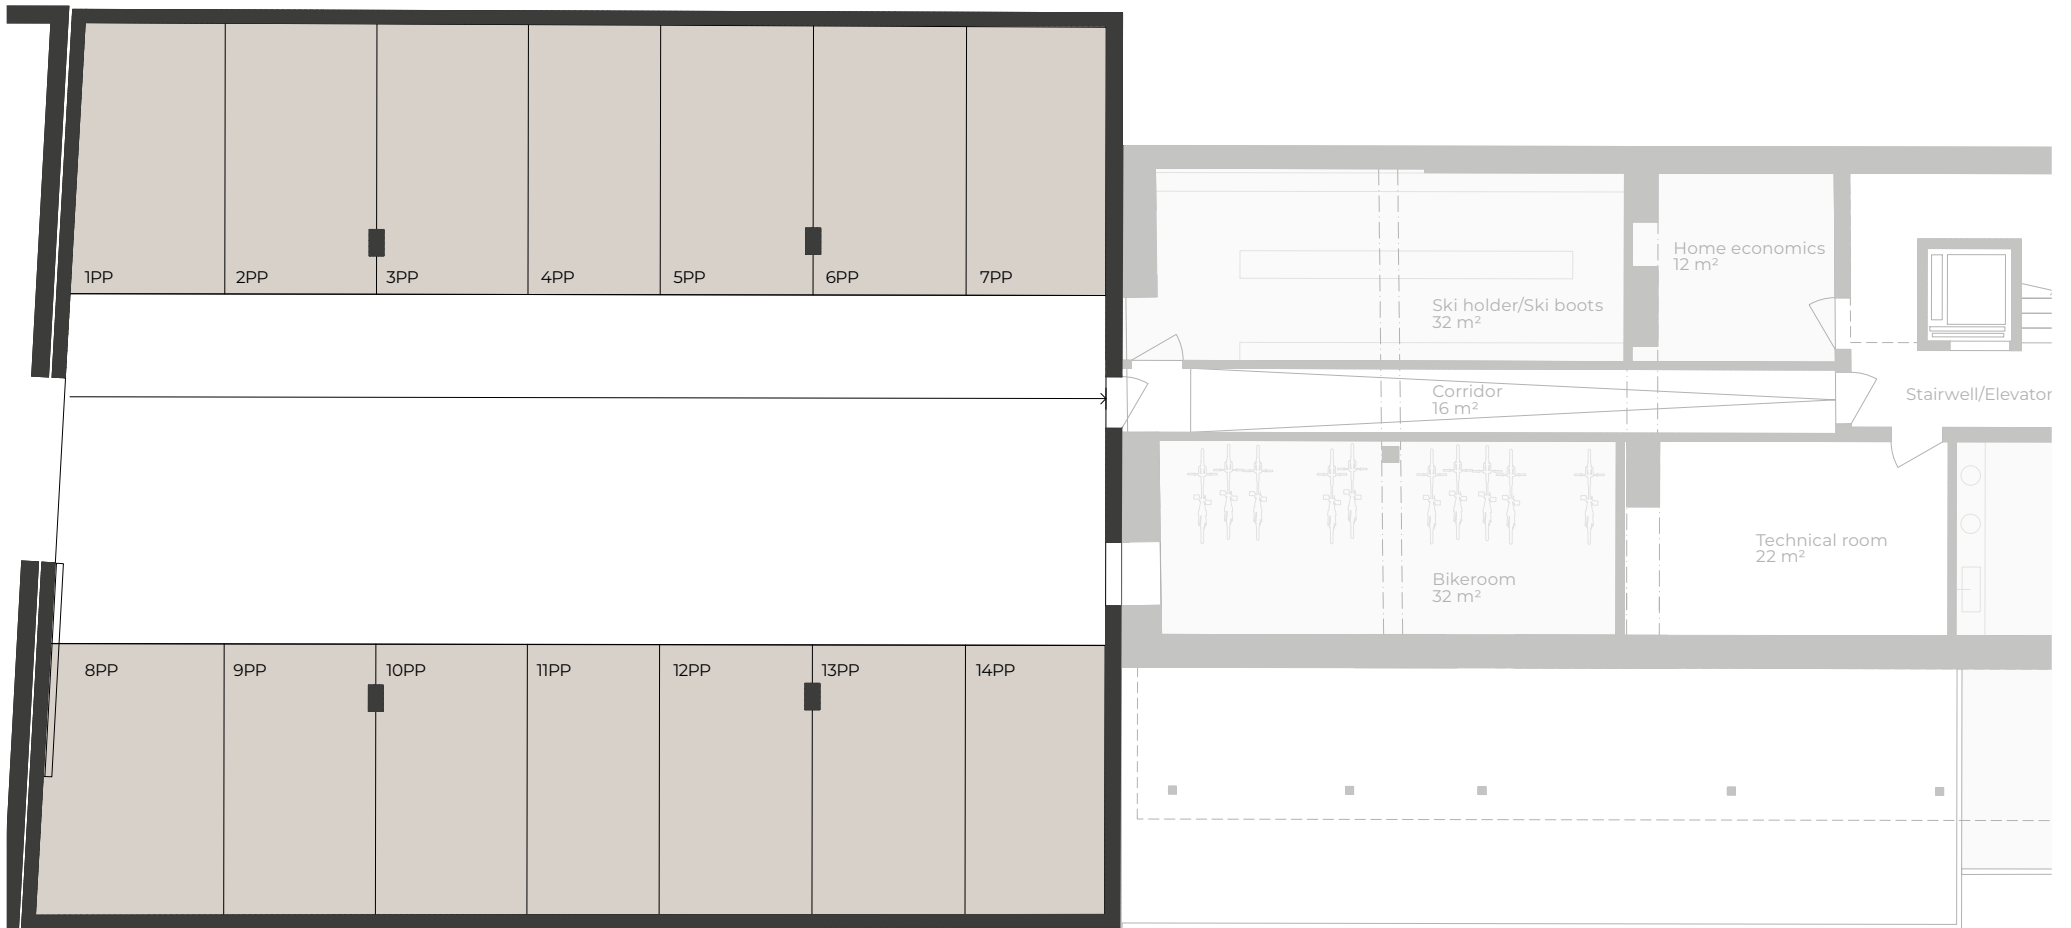 1PP
2PP
3PP
4PP
5PP
6PP
7PP
Home economics
12 m²
Ski holder/Ski boots
32 m²
Corridor
16 m²
Stairwell/Elevator
Technical room
22 m²
Bikeroom
32 m²
8PP
9PP
10PP
11PP
12PP
13PP
14PP